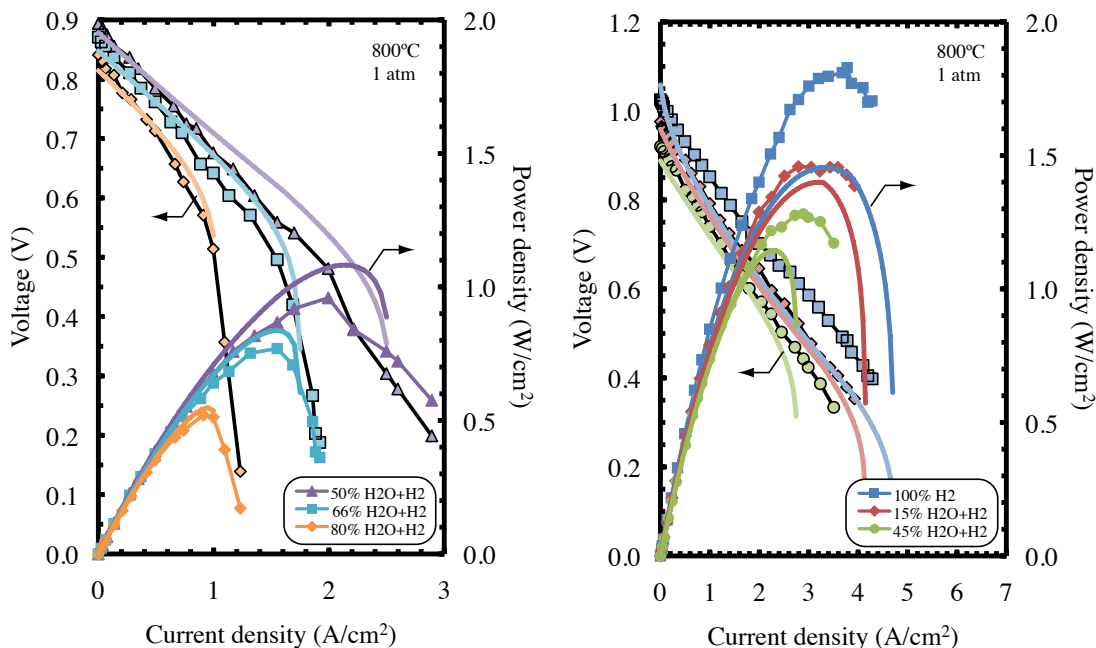 0.9
0.8
0.7
0.6
0.5
0.4
0.3
0.2
0.1
0.0
Voltage (V)
0
1
2
3
Current density (A/cm²)
2.0
1.5
1.0
0.5
0.0
Power density (W/cm²)
800ºC
1 atm
50% H2O+H2
66% H2O+H2
80% H2O+H2
1.2
1.0
0.8
0.6
0.4
0.2
0.0
Voltage (V)
0
1
2
3
4
5
6
7
Current density (A/cm²)
2.0
1.5
1.0
0.5
0.0
Power density (W/cm²)
800ºC
1 atm
100% H2
15% H2O+H2
45% H2O+H2